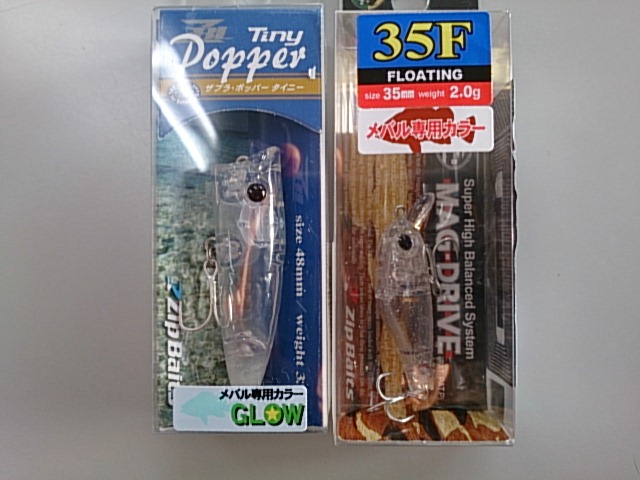 Tiny
Popper
ザブラ・ポッパー タイニー
size 48mm / weight 3
ZipBaits
メバル専用カラー
GLOW
35F
FLOATING
size 35mm weight 2.0g
メバル専用カラー
Super High Balanced System
MAG-DRIVE
ZipBaits